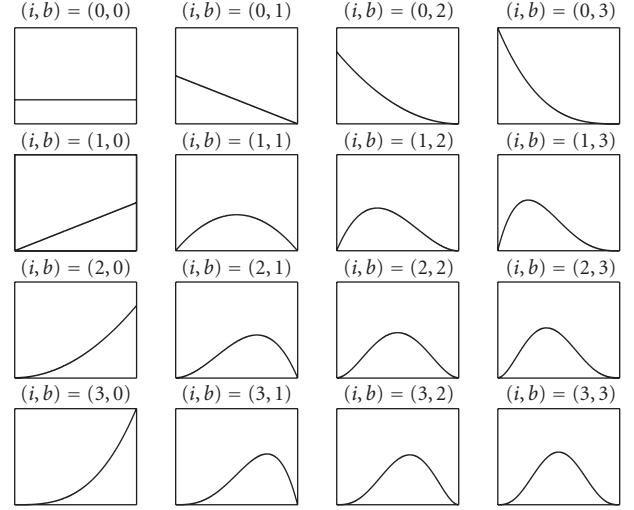 (i, b) = (0, 0) (i, b) = (0, 1) (i, b) = (0, 2) (i, b) = (0, 3)
(i, b) = (1, 0) (i, b) = (1, 1) (i, b) = (1, 2) (i, b) = (1, 3)
(i, b) = (2, 0) (i, b) = (2, 1) (i, b) = (2, 2) (i, b) = (2, 3)
(i, b) = (3, 0) (i, b) = (3, 1) (i, b) = (3, 2) (i, b) = (3, 3)